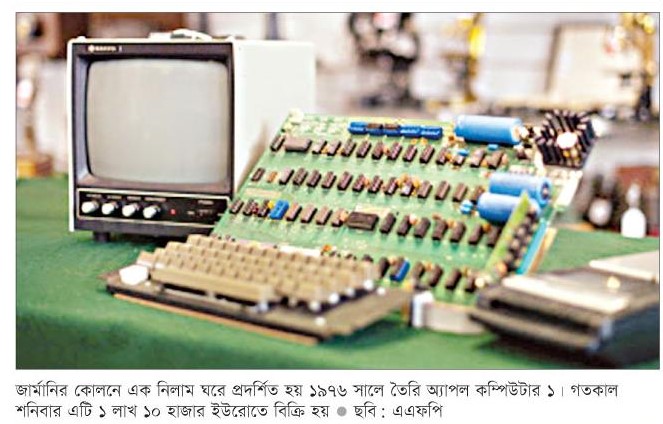 জার্মানির কোলনে এক নিলাম ঘরে প্রদর্শিত হয় ১৯৭৬ সালে তৈরি অ্যাপল কম্পিউটার ১। গতকাল
শনিবার এটি ১ লাখ ১০ হাজার ইউরোতে বিক্রি হয় ● ছবি : এএফপি